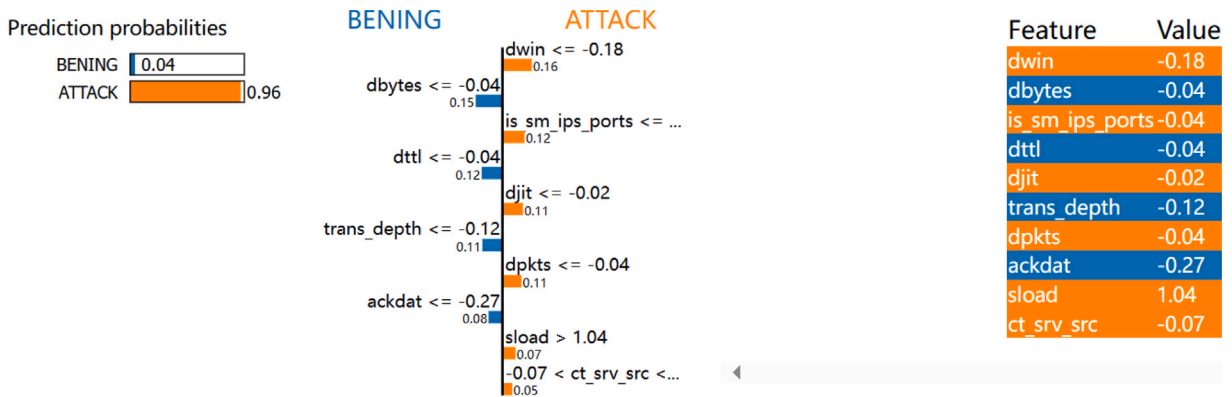 Prediction probabilities
BENING 0.04
ATTACK 0.96
BENING ATTACK
dwin <= -0.18
0.16
dbytes <= -0.04
0.15
is_sm_ips_ports <= ...
0.12
dttl <= -0.04
0.12
djit <= -0.02
0.11
trans_depth <= -0.12
0.11
dpkts <= -0.04
0.11
ackdat <= -0.27
0.08
sload > 1.04
0.07
-0.07 < ct_srv_src <...
0.05
Feature Value
dwin -0.18
dbytes -0.04
is_sm_ips_ports -0.04
dttl -0.04
djit -0.02
trans_depth -0.12
dpkts -0.04
ackdat -0.27
sload 1.04
ct_srv_src -0.07